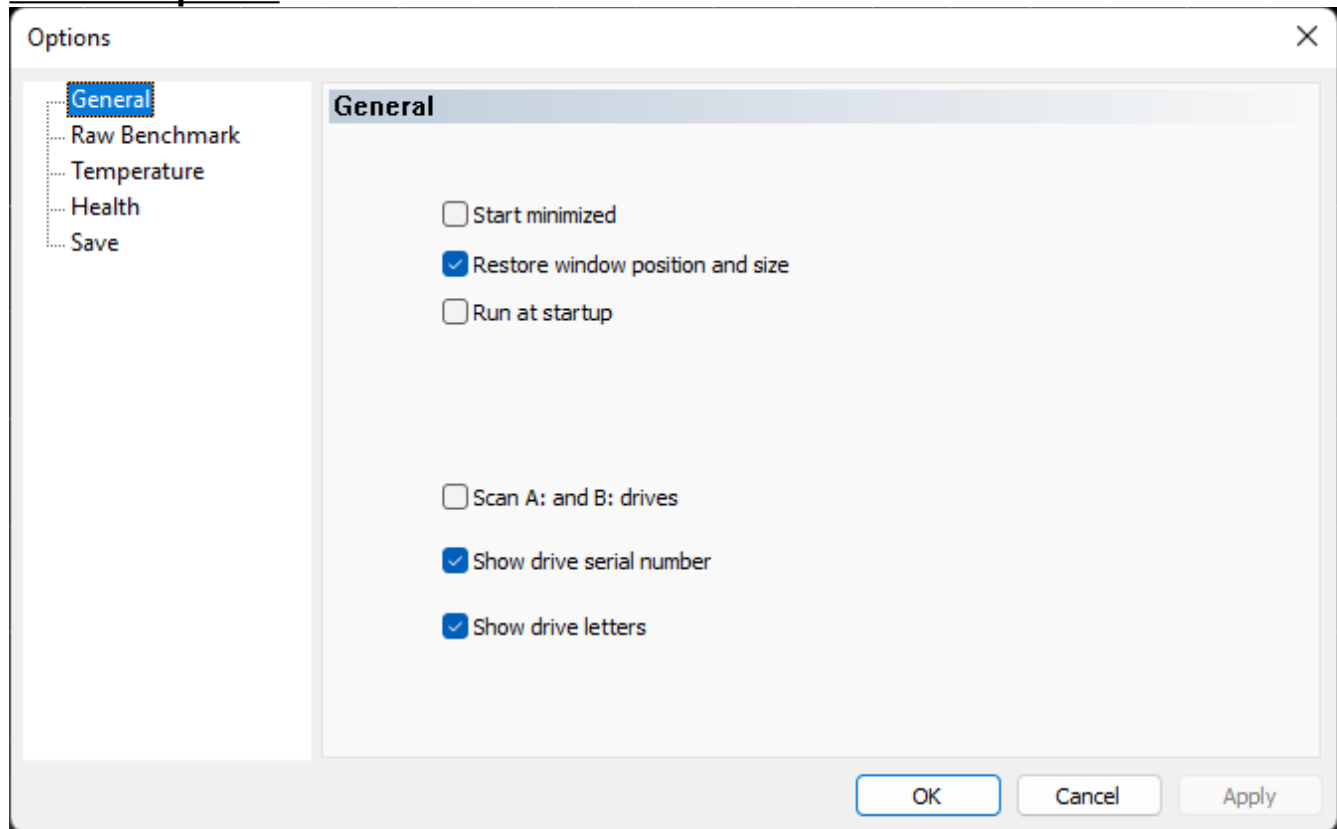 Options
General
Raw Benchmark
Temperature
Health
Save
General
Start minimized
Restore window position and size
Run at startup
Scan A: and B: drives
Show drive serial number
Show drive letters
OK
Cancel
Apply